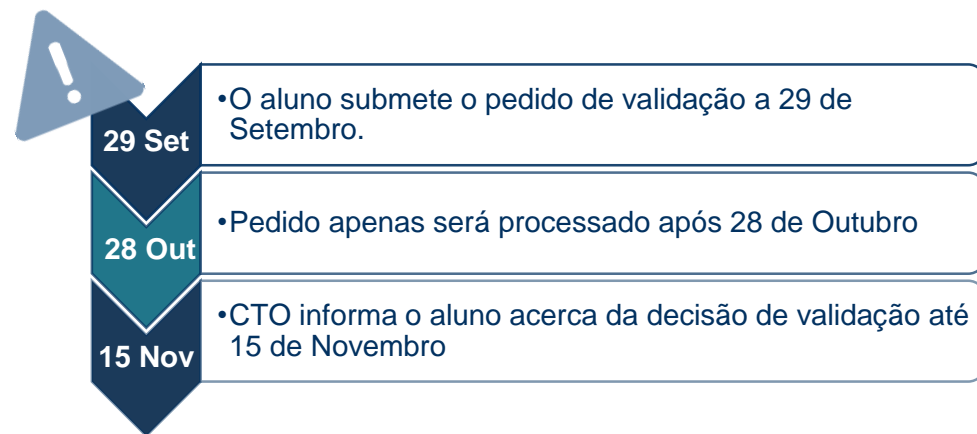 29 Set
•O aluno submete o pedido de validação a 29 de
Setembro.
28 Out
•Pedido apenas será processado após 28 de Outubro
15 Nov
•CTO informa o aluno acerca da decisão de validação até
15 de Novembro